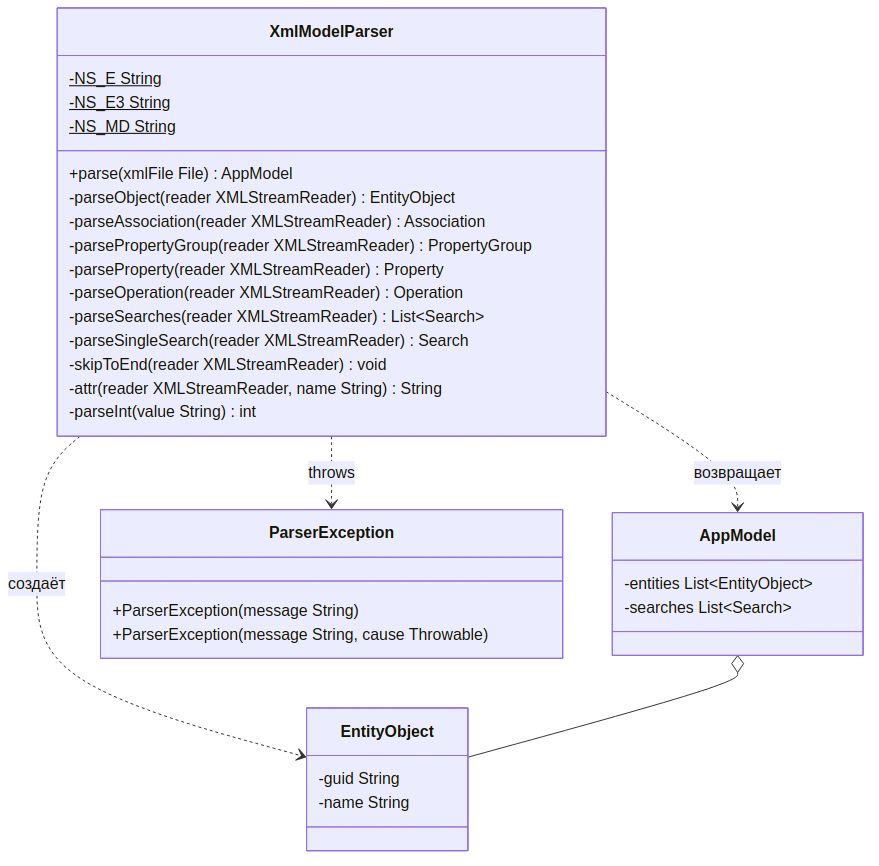 XmlModelParser
-NS_E String
-NS_E3 String
-NS_MD String
+parse(xmlFile File) : AppModel
-parseObject(reader XMLStreamReader) : EntityObject
-parseAssociation(reader XMLStreamReader) : Association
-parsePropertyGroup(reader XMLStreamReader) : PropertyGroup
-parseProperty(reader XMLStreamReader) : Property
-parseOperation(reader XMLStreamReader) : Operation
-parseSearches(reader XMLStreamReader) : List<Search>
-parseSingleSearch(reader XMLStreamReader) : Search
-skipToEnd(reader XMLStreamReader) : void
-attr(reader XMLStreamReader, name String) : String
-parseInt(value String) : int
throws
возвращает
ParserException
+ParserException(message String)
+ParserException(message String, cause Throwable)
AppModel
-entities List<EntityObject>
-searches List<Search>
создаёт
EntityObject
-guid String
-name String